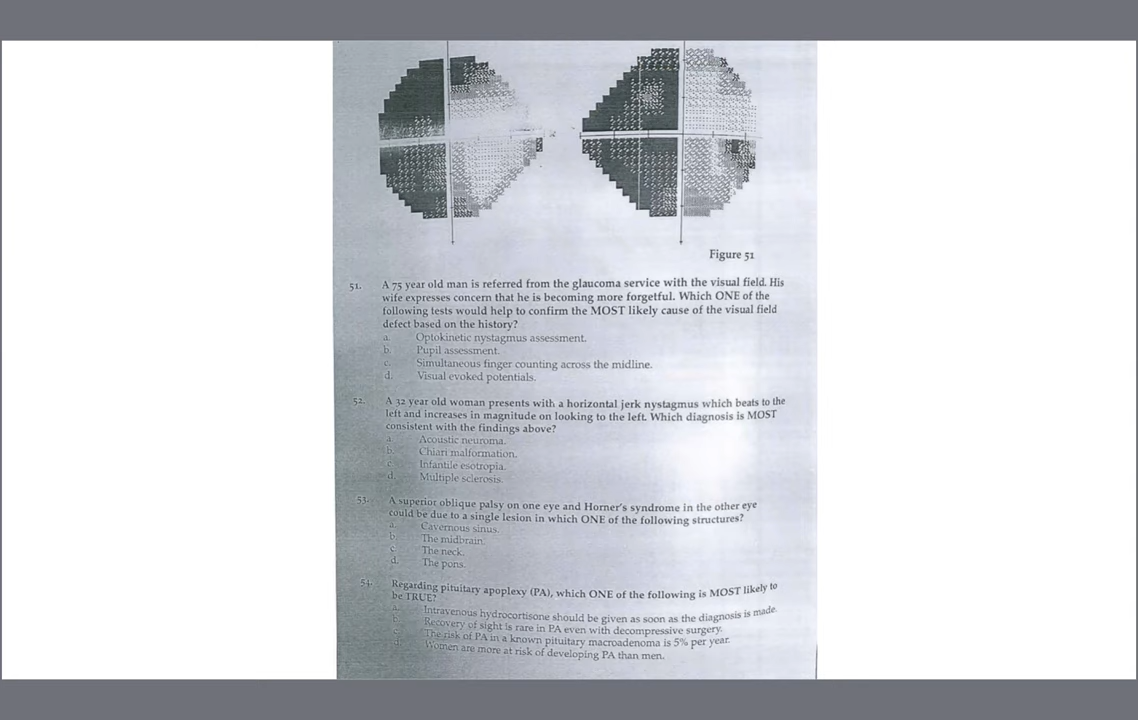 Figure 51
51. A 75 year old man is referred from the glaucoma service with the visual field. His
wife expresses concern that he is becoming more forgetful. Which ONE of the
following tests would help to confirm the MOST likely cause of the visual field
defect based on the history?
a. Optokinetic nystagmus assessment.
b. Pupil assessment.
c. Simultaneous finger counting across the midline.
d. Visual evoked potentials.
52. A 32 year old woman presents with a horizontal jerk nystagmus which beats to the
left and increases in magnitude on looking to the left. Which diagnosis is MOST
consistent with the findings above?
a. Acoustic neuroma.
b. Chiari malformation.
c. Infantile esotropia.
d. Multiple sclerosis.
53. A superior oblique palsy on one eye and Horner's syndrome in the other eye
could be due to a single lesion in which ONE of the following structures?
a. Cavernous sinus.
b. The midbrain.
c. The neck.
d. The pons.
54. Regarding pituitary apoplexy (PA), which ONE of the following is MOST likely to
be TRUE?
a. Intravenous hydrocortisone should be given as soon as the diagnosis is made.
b. Recovery of sight is rare in PA even with decompressive surgery.
c. The risk of PA in a known pituitary macroadenoma is 5% per year.
d. Women are more at risk of developing PA than men.